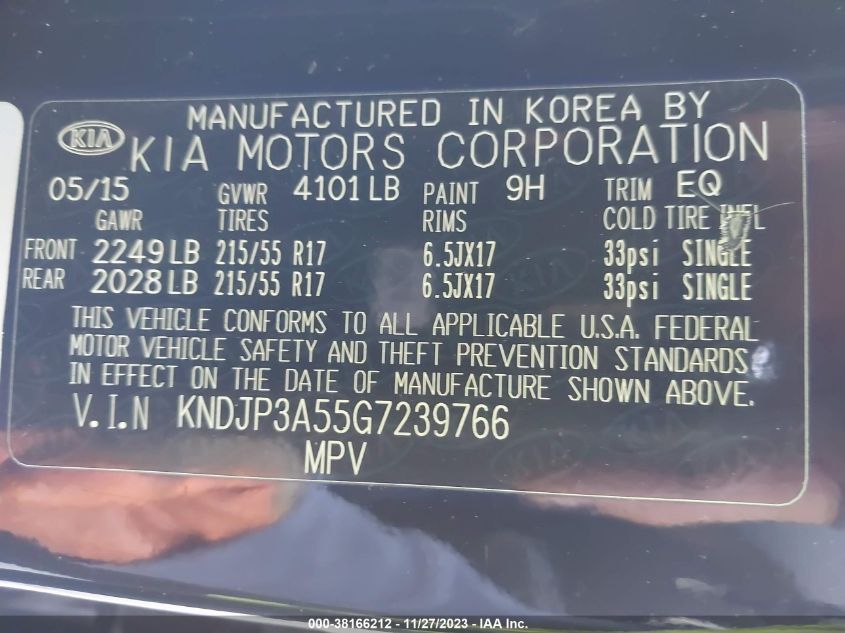 MANUFACTURED IN KOREA BY
KIA KIA MOTORS CORPORATION
05/15 GVWR 4101 LB PAINT 9H TRIM EQ
GAWR TIRES RIMS COLD TIRE INFL
FRONT 2249 LB 215/55 R17 6.5JX17 33psi SINGLE
REAR 2028 LB 215/55 R17 6.5JX17 33psi SINGLE
THIS VEHICLE CONFORMS TO ALL APPLICABLE U.S.A. FEDERAL
MOTOR VEHICLE SAFETY AND THEFT PREVENTION STANDARDS
IN EFFECT ON THE DATE OF MANUFACTURE SHOWN ABOVE.
V.I.N KNDJP3A55G7239766
MPV
000-38166212 - 11/27/2023 - IAA Inc.